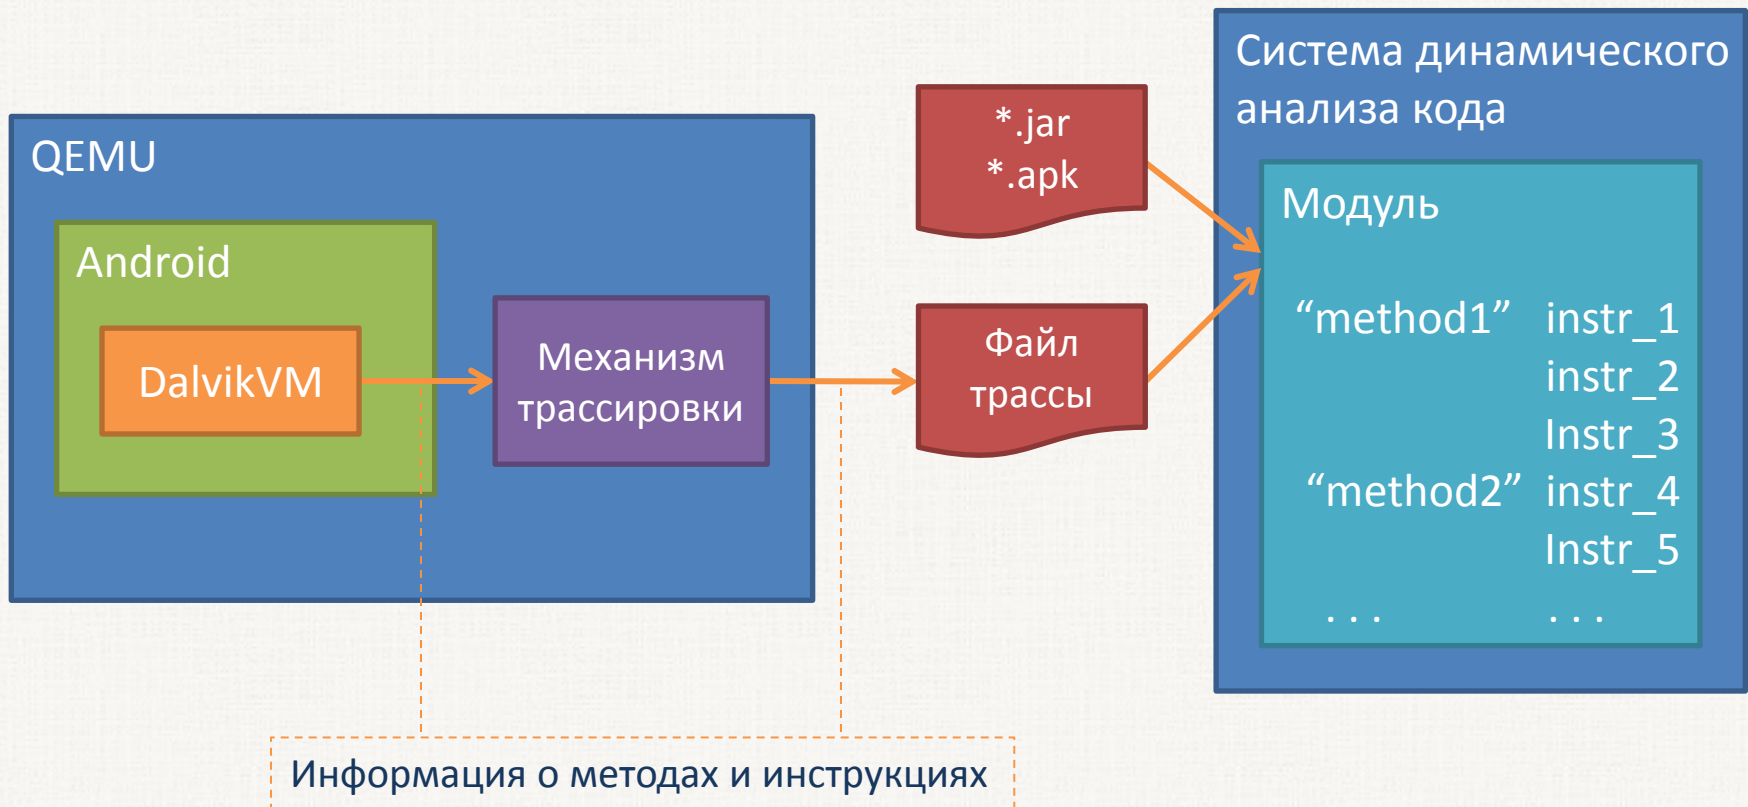 QEMU
Android
DalvikVM
Механизм
трассировки
*.jar
*.apk
Файл
трассы
Система динамического
анализа кода
Модуль
“method1” instr_1
instr_2
Instr_3
“method2” instr_4
Instr_5
. . . . . .
Информация о методах и инструкциях